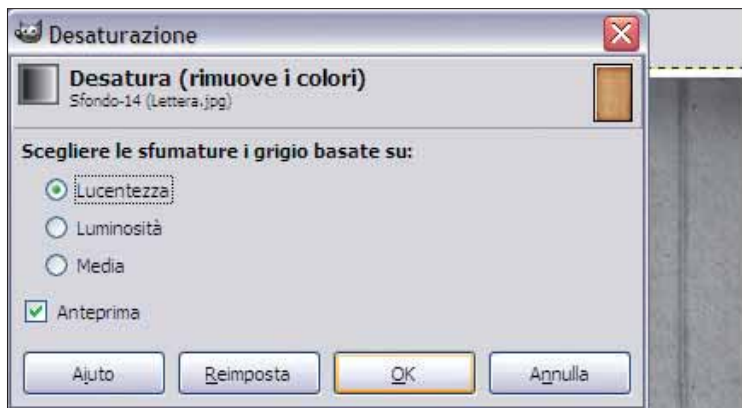 Desaturazione
Desatura (rimuove i colori)
Sfondo-14 (Lettera.jpg)
Scegliere le sfumature i grigio basate su:
Lucentezza
Luminosità
Media
Anteprima
Aiuto Reimposta OK Annulla